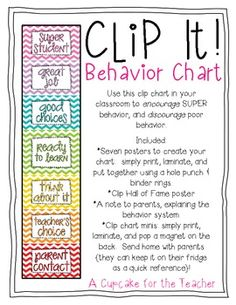 super
student
great
job
good
choices
ready
to learn
think
about it
teacher's
choice
parent
contact
CLIP It!
Behavior Chart
Use this clip chart in your
classroom to encourage SUPER
behavior, and discourage poor
behavior.
Included:
*Seven posters to create your
chart. simply print, laminate, and
put together using a hole punch &
binder rings
*Clip Hall of Fame poster
*A note to parents, explaining the
behavior system
*Clip chart minis. simply print,
laminate, and pop a magnet on the
back. Send home with parents
(they can keep it on their fridge
as a quick reference)!
A Cupcake for the Teacher